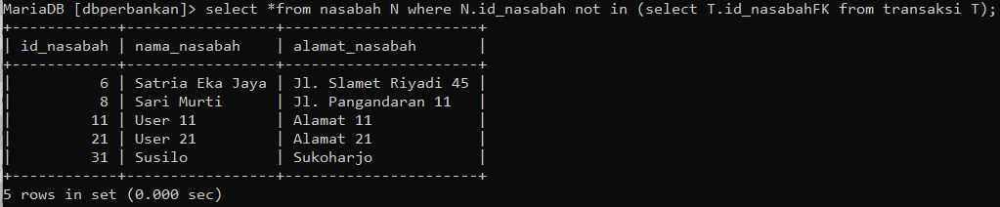 MariaDB [dbperbankan]> select *from nasabah N where N.id_nasabah not in (select T.id_nasabahFK from transaksi T);
+------------+-----------------+----------------------+
| id_nasabah | nama_nasabah    | alamat_nasabah       |
+------------+-----------------+----------------------+
|          6 | Satria Eka Jaya | Jl. Slamet Riyadi 45 |
|          8 | Sari Murti      | Jl. Pangandaran 11   |
|         11 | User 11         | Alamat 11            |
|         21 | User 21         | Alamat 21            |
|         31 | Susilo          | Sukoharjo            |
+------------+-----------------+----------------------+
5 rows in set (0.000 sec)